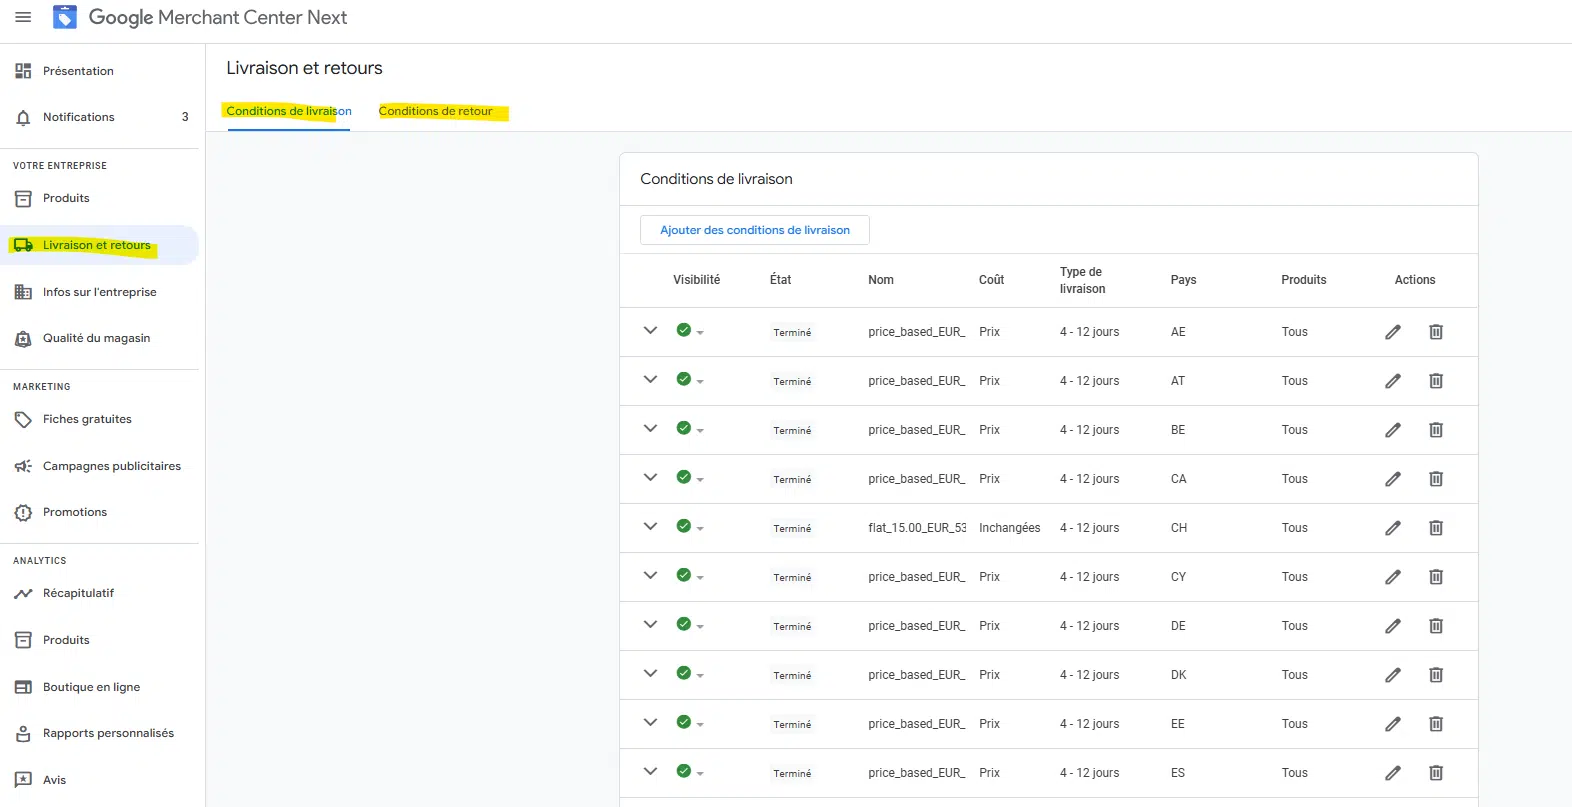 Google Merchant Center Next
Présentation
Notifications 3
VOTRE ENTREPRISE
Produits
Livraison et retours
Infos sur l'entreprise
Qualité du magasin
MARKETING
Fiches gratuites
Campagnes publicitaires
Promotions
ANALYTICS
Récapitulatif
Produits
Boutique en ligne
Rapports personnalisés
Avis
Livraison et retours
Conditions de livraison Conditions de retour
Conditions de livraison
Ajouter des conditions de livraison
Visibilité État Nom Coût Type de livraison Pays Produits Actions
Terminé price_based_EUR_ Prix 4 - 12 jours AE Tous
Terminé price_based_EUR_ Prix 4 - 12 jours AT Tous
Terminé price_based_EUR_ Prix 4 - 12 jours BE Tous
Terminé price_based_EUR_ Prix 4 - 12 jours CA Tous
Terminé flat_15.00_EUR_53 Inchangées 4 - 12 jours CH Tous
Terminé price_based_EUR_ Prix 4 - 12 jours CY Tous
Terminé price_based_EUR_ Prix 4 - 12 jours DE Tous
Terminé price_based_EUR_ Prix 4 - 12 jours DK Tous
Terminé price_based_EUR_ Prix 4 - 12 jours EE Tous
Terminé price_based_EUR_ Prix 4 - 12 jours ES Tous